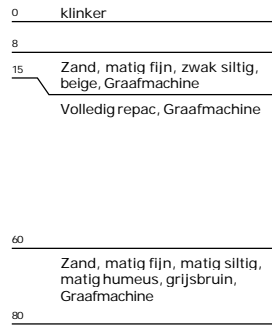 0 klinker
8
15 Zand, matig fijn, zwak siltig,
beige, Graafmachine
Volledig repac, Graafmachine
60
Zand, matig fijn, matig siltig,
matig humeus, grijsbruin,
Graafmachine
80